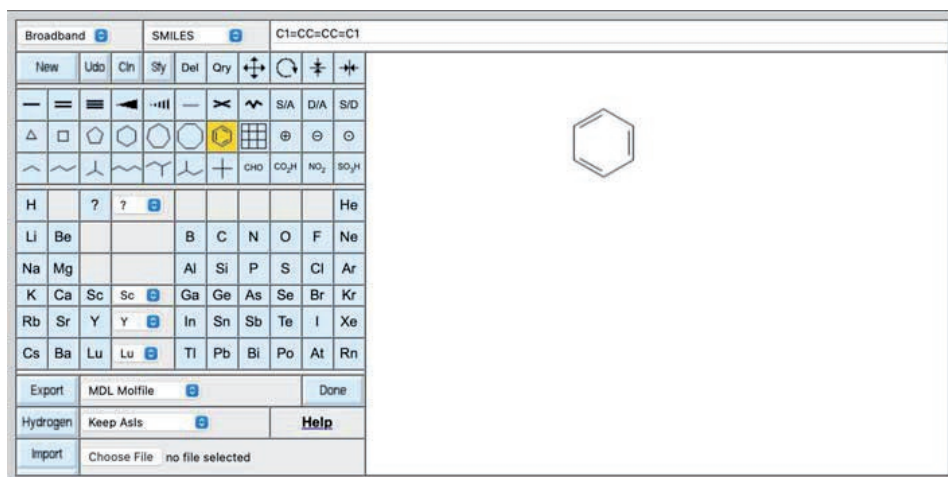 Broadband SMILES C1=CC=CC=C1
New Udo Cln Sfy Del Qry
S/A D/A S/D
⊕ ⊖ ⊙
CHO CO₂H NO₂ SO₃H
H ? ? He
Li Be B C N O F Ne
Na Mg Al Si P S Cl Ar
K Ca Sc Sc Ga Ge As Se Br Kr
Rb Sr Y Y In Sn Sb Te I Xe
Cs Ba Lu Lu Tl Pb Bi Po At Rn
Export MDL Molfile Done
Hydrogen Keep AsIs Help
Import Choose File no file selected